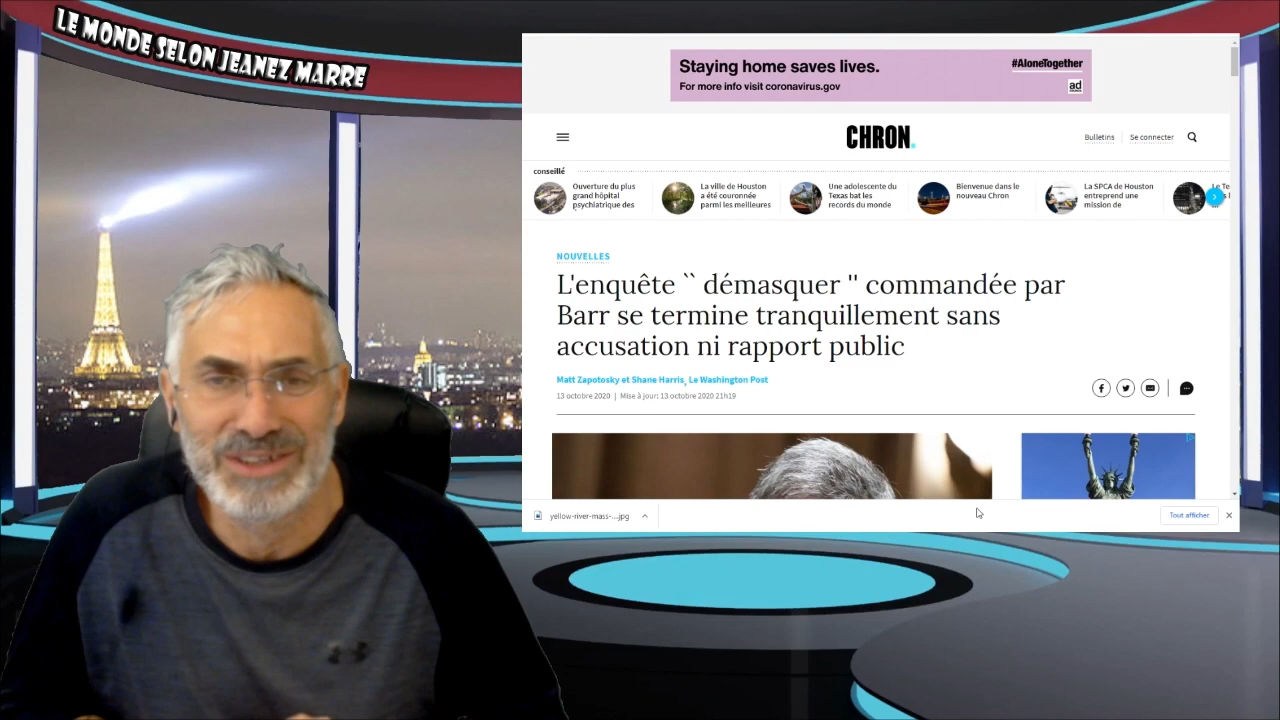 LE MONDE SELON JEANEZ MARRE
Staying home saves lives.
For more info visit coronavirus.gov
#AloneTogether
ad
CHRON.
Bulletins
Se connecter
conseillé
Ouverture du plus
grand hôpital
psychiatrique des
La ville de Houston
a été couronnée
parmi les meilleures
Une adolescente du
Texas bat les
records du monde
Bienvenue dans le
nouveau Chron
La SPCA de Houston
entreprend une
mission de
NOUVELLES
L'enquête `` démasquer '' commandée par
Barr se termine tranquillement sans
accusation ni rapport public
Matt Zapotosky et Shane Harris, Le Washington Post
13 octobre 2020 | Mise à jour: 13 octobre 2020 21h19
yellow-river-mass-....jpg
Tout afficher